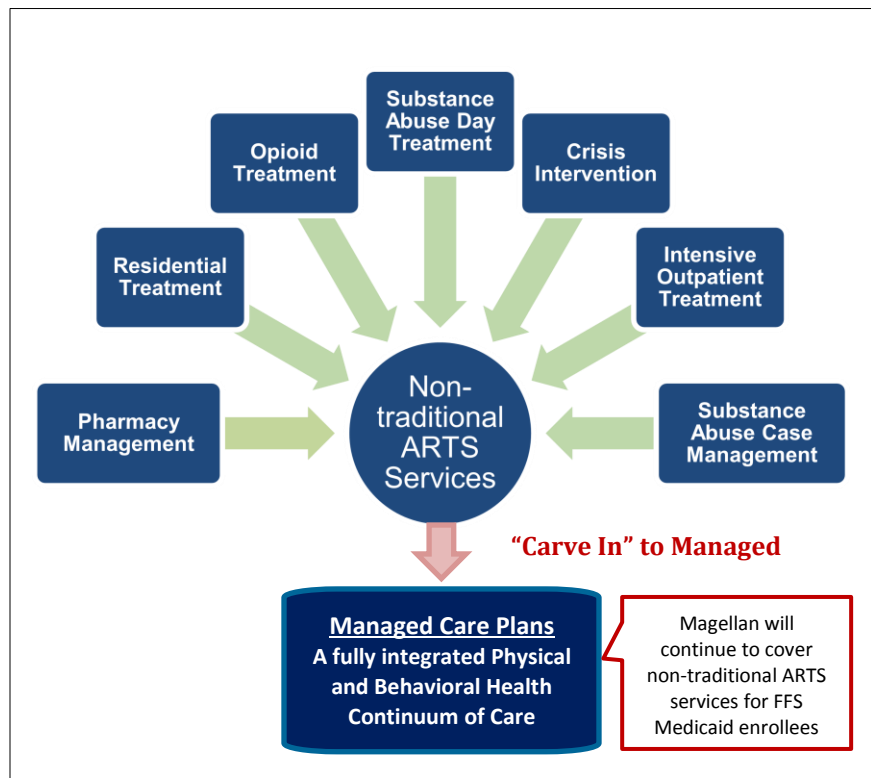 Substance
Abuse Day
Treatment
Opioid
Treatment
Crisis
Intervention
Residential
Treatment
Intensive
Outpatient
Treatment
Pharmacy
Management
Non-
traditional
ARTS
Services
Substance
Abuse Case
Management
“Carve In” to Managed
Managed Care Plans
A fully integrated Physical
and Behavioral Health
Continuum of Care
Magellan will
continue to cover
non-traditional ARTS
services for FFS
Medicaid enrollees